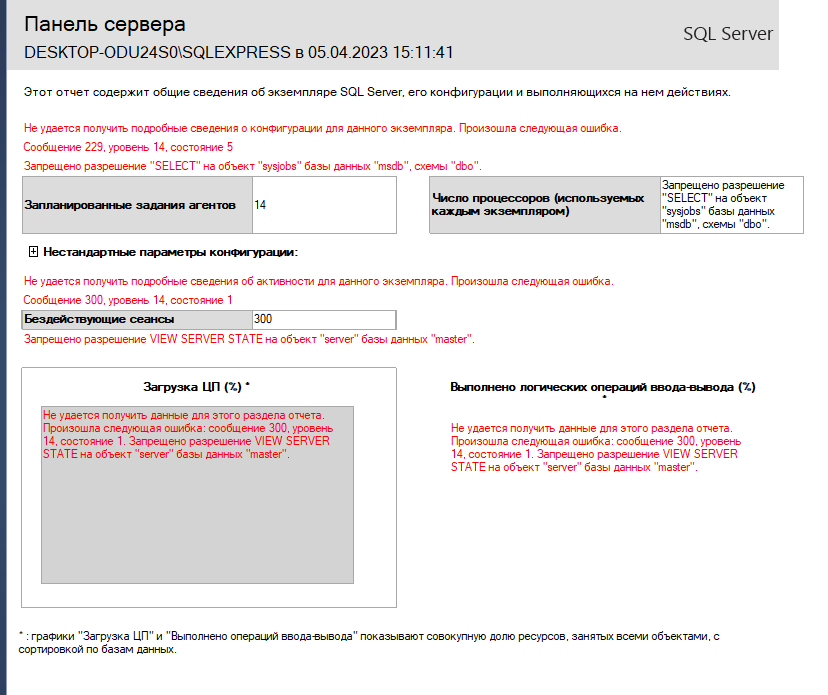 Панель сервера
SQL Server
DESKTOP-ODU24S0\SQLEXPRESS в 05.04.2023 15:11:41
Этот отчет содержит общие сведения об экземпляре SQL Server, его конфигурации и выполняющихся на нем действиях.
Не удается получить подробные сведения о конфигурации для данного экземпляра. Произошла следующая ошибка.
Сообщение 229, уровень 14, состояние 5
Запрещено разрешение "SELECT" на объект "sysjobs" базы данных "msdb", схемы "dbo".
Запланированные задания агентов
14
Число процессоров (используемых
каждым экземпляром)
Запрещено разрешение
"SELECT" на объект
"sysjobs" базы данных
"msdb", схемы "dbo".
Нестандартные параметры конфигурации:
Не удается получить подробные сведения об активности для данного экземпляра. Произошла следующая ошибка.
Сообщение 300, уровень 14, состояние 1
Бездействующие сеансы
300
Запрещено разрешение VIEW SERVER STATE на объект "server" базы данных "master".
Загрузка ЦП (%) *
Не удается получить данные для этого раздела отчета.
Произошла следующая ошибка: сообщение 300, уровень
14, состояние 1. Запрещено разрешение VIEW SERVER
STATE на объект "server" базы данных "master".
Выполнено логических операций ввода-вывода (%)
*
Не удается получить данные для этого раздела отчета.
Произошла следующая ошибка: сообщение 300, уровень
14, состояние 1. Запрещено разрешение VIEW SERVER
STATE на объект "server" базы данных "master".
* : графики "Загрузка ЦП" и "Выполнено операций ввода-вывода" показывают совокупную долю ресурсов, занятых всеми объектами, с
сортировкой по базам данных.